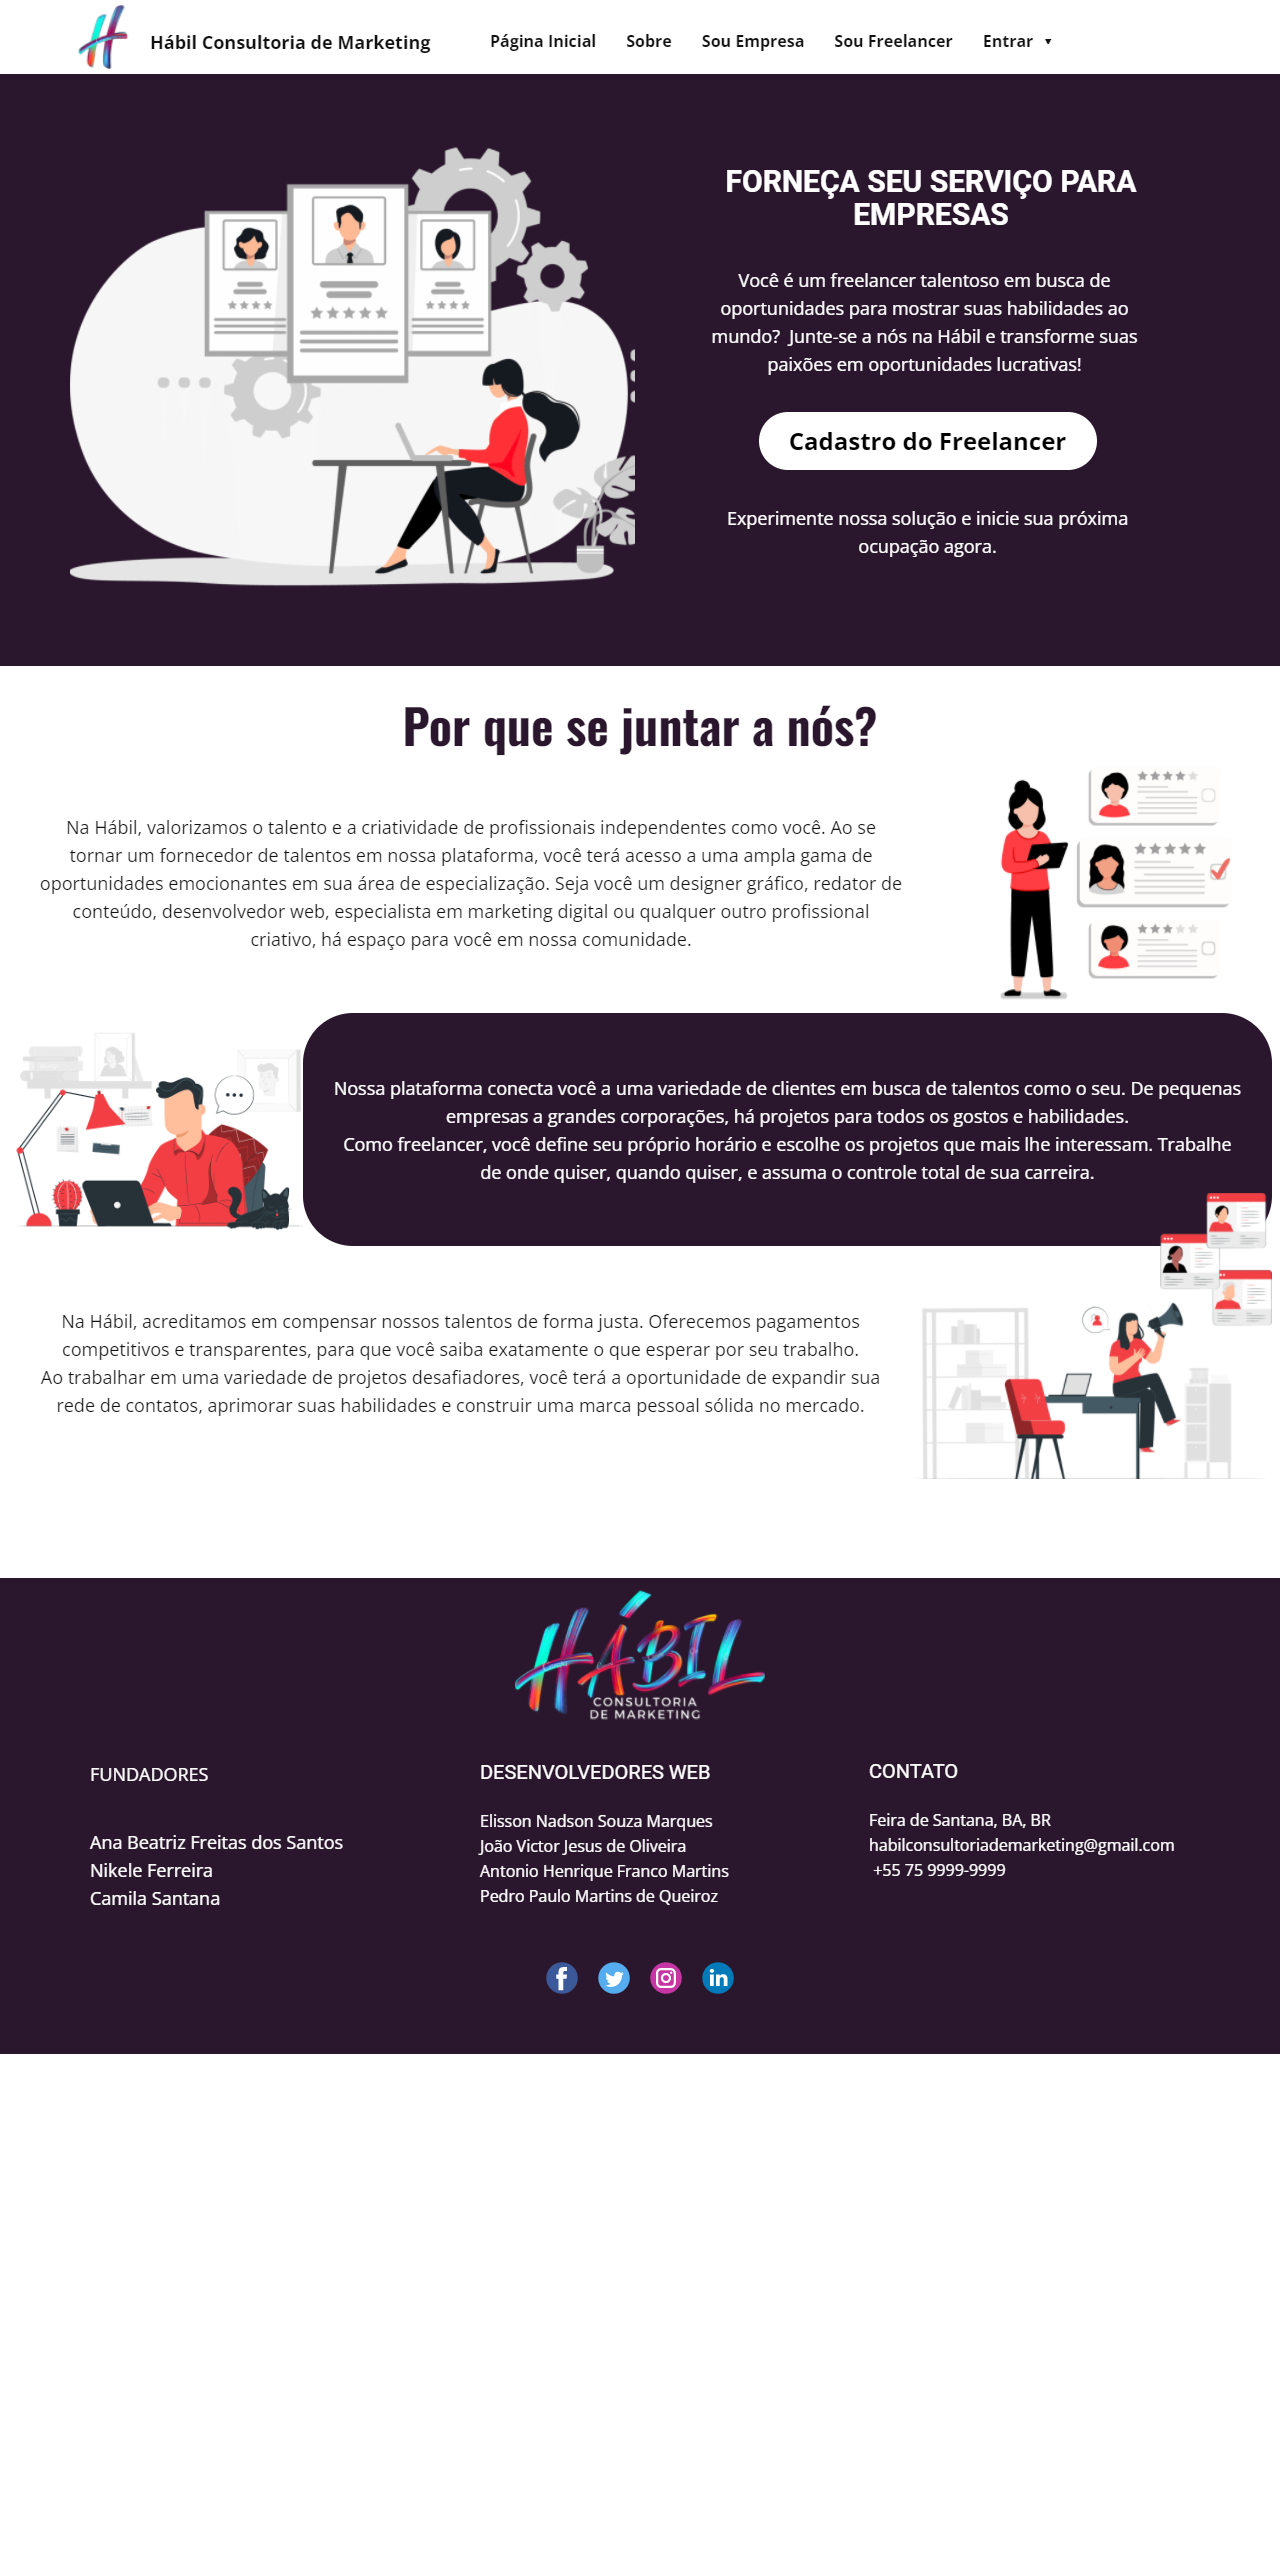 Hábil Consultoria de Marketing
Página Inicial
Sobre
Sou Empresa
Sou Freelancer
Entrar ▼
FORNEÇA SEU SERVIÇO PARA
EMPRESAS
Você é um freelancer talentoso em busca de
oportunidades para mostrar suas habilidades ao
mundo?  Junte-se a nós na Hábil e transforme suas
paixões em oportunidades lucrativas!
Cadastro do Freelancer
Experimente nossa solução e inicie sua próxima
ocupação agora.
Por que se juntar a nós?
Na Hábil, valorizamos o talento e a criatividade de profissionais independentes como você. Ao se
tornar um fornecedor de talentos em nossa plataforma, você terá acesso a uma ampla gama de
oportunidades emocionantes em sua área de especialização. Seja você um designer gráfico, redator de
conteúdo, desenvolvedor web, especialista em marketing digital ou qualquer outro profissional
criativo, há espaço para você em nossa comunidade.
Nossa plataforma conecta você a uma variedade de clientes em busca de talentos como o seu. De pequenas
empresas a grandes corporações, há projetos para todos os gostos e habilidades.
Como freelancer, você define seu próprio horário e escolhe os projetos que mais lhe interessam. Trabalhe
de onde quiser, quando quiser, e assuma o controle total de sua carreira.
Na Hábil, acreditamos em compensar nossos talentos de forma justa. Oferecemos pagamentos
competitivos e transparentes, para que você saiba exatamente o que esperar por seu trabalho.
Ao trabalhar em uma variedade de projetos desafiadores, você terá a oportunidade de expandir sua
rede de contatos, aprimorar suas habilidades e construir uma marca pessoal sólida no mercado.
HÁBIL
CONSULTORIA
DE MARKETING
FUNDADORES
Ana Beatriz Freitas dos Santos
Nikele Ferreira
Camila Santana
DESENVOLVEDORES WEB
Elisson Nadson Souza Marques
João Victor Jesus de Oliveira
Antonio Henrique Franco Martins
Pedro Paulo Martins de Queiroz
CONTATO
Feira de Santana, BA, BR
habilconsultoriademarketing@gmail.com
+55 75 9999-9999